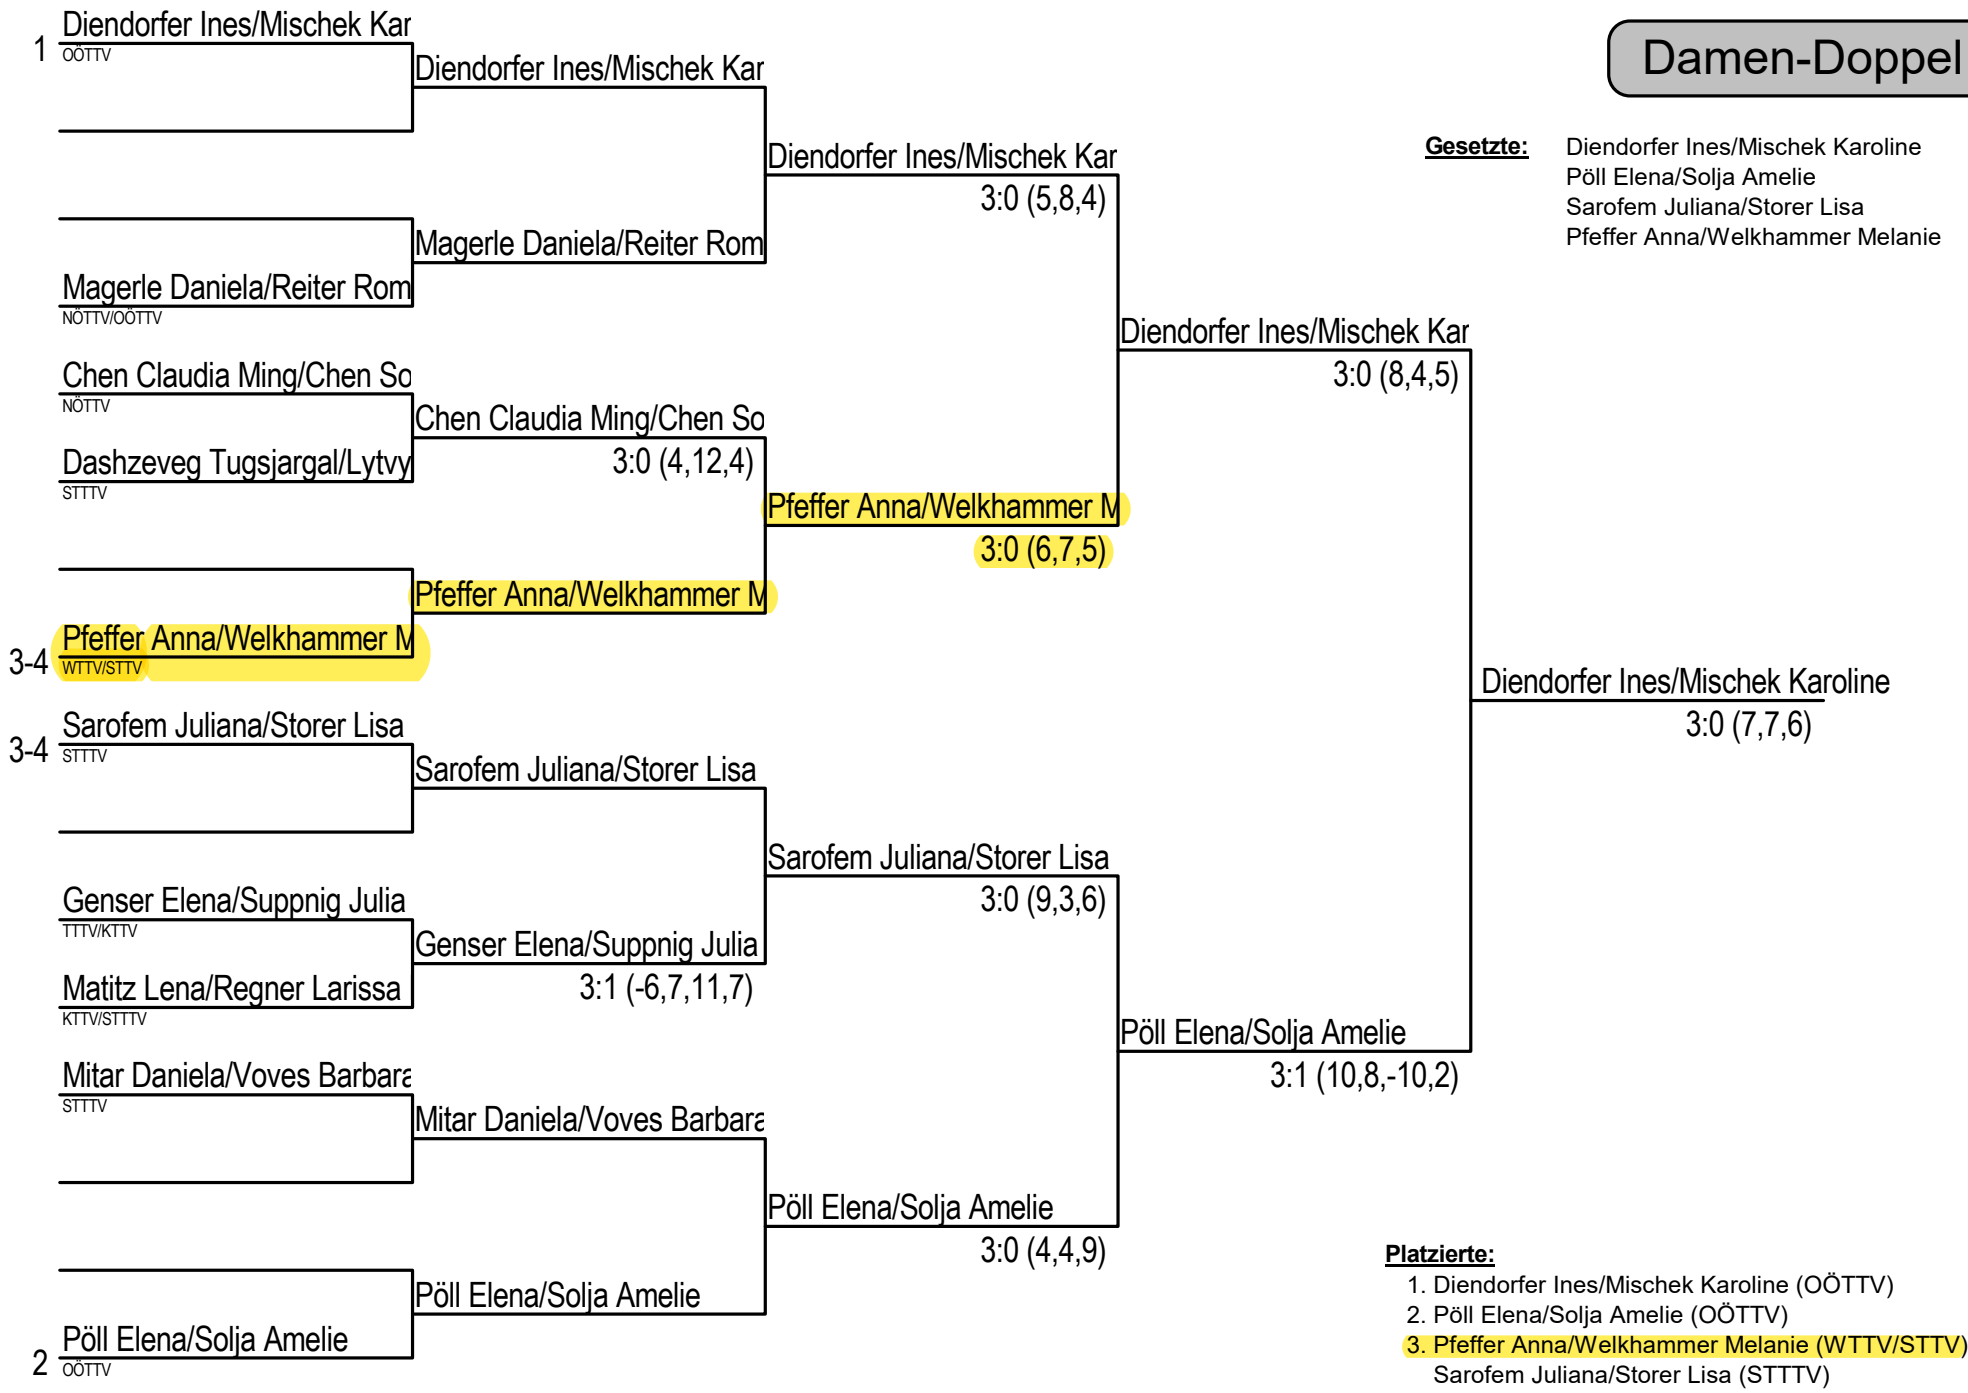 Damen-Doppel
Gesetzte:
Diendorfer Ines/Mischek Karoline
Pöll Elena/Solja Amelie
Sarofem Juliana/Storer Lisa
Pfeffer Anna/Welkhammer Melanie
1 Diendorfer Ines/Mischek Kar
OÖTTV
Magerle Daniela/Reiter Rom
NÖTTV/OÖTTV
Chen Claudia Ming/Chen So
NÖTTV
Dashzeveg Tugsjargal/Lytvy
STTTV
3-4 Pfeffer Anna/Welkhammer M
WTTV/STTV
3-4 Sarofem Juliana/Storer Lisa
STTTV
Genser Elena/Suppnig Julia
TTTV/KTTV
Matitz Lena/Regner Larissa
KTTV/STTTV
Mitar Daniela/Voves Barbara
STTTV
2 Pöll Elena/Solja Amelie
OÖTTV
Diendorfer Ines/Mischek Kar
Magerle Daniela/Reiter Rom
Chen Claudia Ming/Chen So
3:0 (4,12,4)
Pfeffer Anna/Welkhammer M
Sarofem Juliana/Storer Lisa
Genser Elena/Suppnig Julia
3:1 (-6,7,11,7)
Mitar Daniela/Voves Barbara
Pöll Elena/Solja Amelie
Diendorfer Ines/Mischek Kar
3:0 (5,8,4)
Pfeffer Anna/Welkhammer M
3:0 (6,7,5)
Sarofem Juliana/Storer Lisa
3:0 (9,3,6)
Pöll Elena/Solja Amelie
3:0 (4,4,9)
Diendorfer Ines/Mischek Kar
3:0 (8,4,5)
Pöll Elena/Solja Amelie
3:1 (10,8,-10,2)
Diendorfer Ines/Mischek Karoline
3:0 (7,7,6)
Platzierte:
1. Diendorfer Ines/Mischek Karoline (OÖTTV)
2. Pöll Elena/Solja Amelie (OÖTTV)
3. Pfeffer Anna/Welkhammer Melanie (WTTV/STTV)
Sarofem Juliana/Storer Lisa (STTTV)